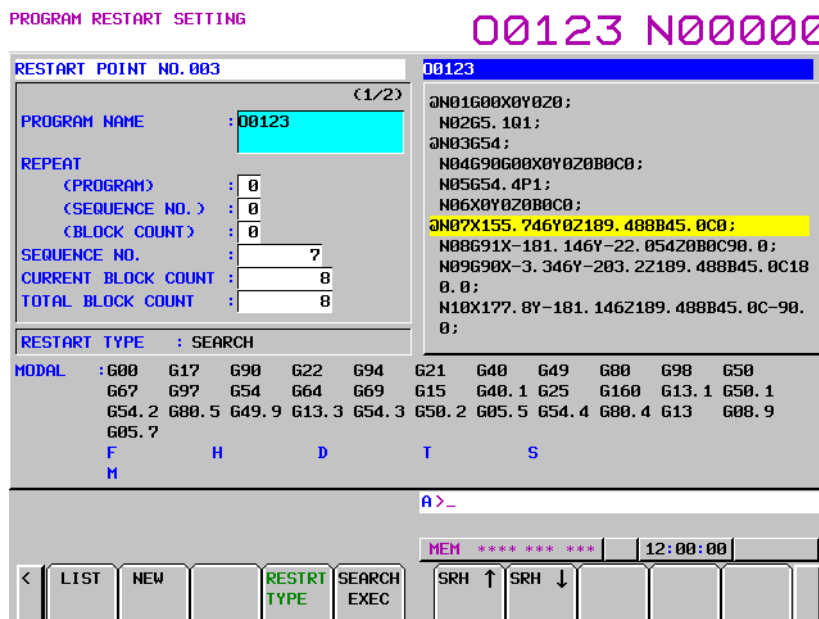 PROGRAM RESTART SETTING
O0123 N00000
RESTART POINT NO.003
(1/2)
PROGRAM NAME :O0123
REPEAT
(PROGRAM) : 0
(SEQUENCE NO.) : 0
(BLOCK COUNT) : 0
SEQUENCE NO. : 7
CURRENT BLOCK COUNT : 8
TOTAL BLOCK COUNT : 8
RESTART TYPE : SEARCH
O0123
@N01G00X0Y0Z0;
N02G5.1Q1;
@N03G54;
N04G90G00X0Y0Z0B0C0;
N05G54.4P1;
N06X0Y0Z0B0C0;
@N07X155.746Y0Z189.488B45.0C0;
N08G91X-181.146Y-22.054Z0B0C90.0;
N09G90X-3.346Y-203.2Z189.488B45.0C18
0.0;
N10X177.8Y-181.146Z189.488B45.0C-90.
0;
MODAL :G00 G17 G90 G22 G94 G21 G40 G49 G80 G98 G50
G67 G97 G54 G64 G69 G15 G40.1 G25 G160 G13.1 G50.1
G54.2 G80.5 G49.9 G13.3 G54.3 G50.2 G05.5 G54.4 G80.4 G13 G08.9
G05.7
F H D T S
M
A>_
MEM **** *** *** 12:00:00
< LIST NEW RESTRT TYPE SEARCH EXEC SRH ↑ SRH ↓